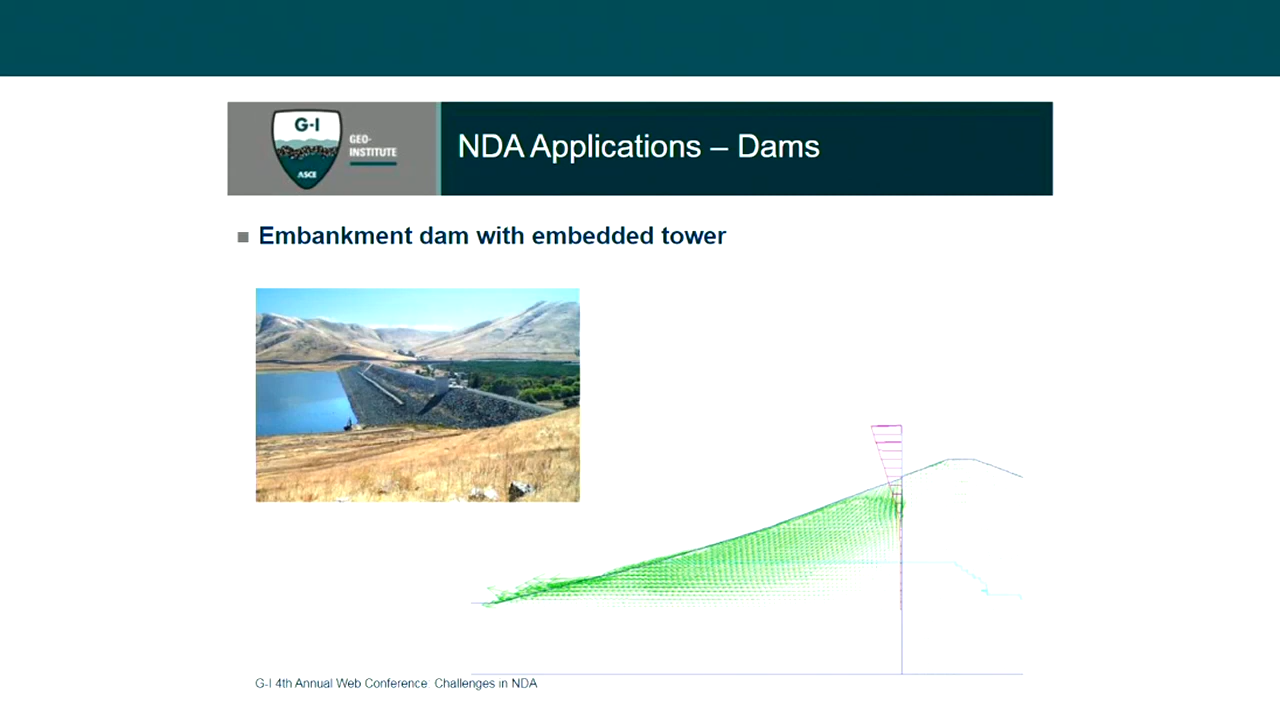 G-I
GEO-
INSTITUTE
ASCE
NDA Applications – Dams
Embankment dam with embedded tower
G-I 4th Annual Web Conference: Challenges in NDA